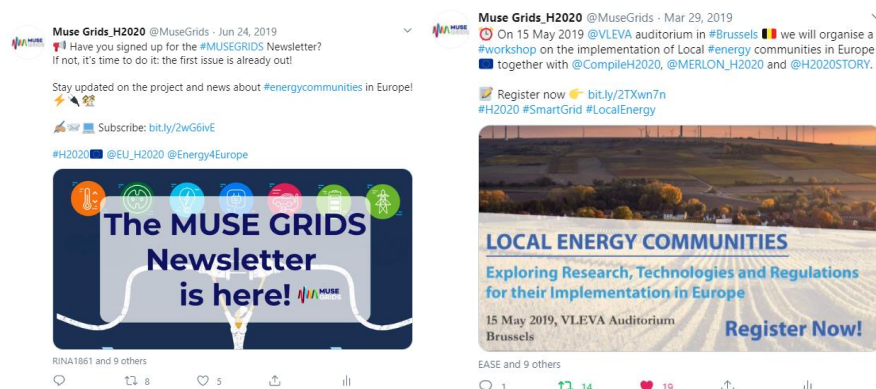 Muse Grids_H2020 @MuseGrids · Jun 24, 2019
Have you signed up for the #MUSEGRIDS Newsletter?
If not, it's time to do it: the first issue is already out!
Stay updated on the project and news about #energycommunities in Europe!
Subscribe: bit.ly/2wG6ivE
#H2020 @EU_H2020 @Energy4Europe
The MUSE GRIDS
Newsletter
is here! MUSE GRIDS
RINA1861 and 9 others
8 5
Muse Grids_H2020 @MuseGrids · Mar 29, 2019
On 15 May 2019 @VLEVA auditorium in #Brussels we will organise a
#workshop on the implementation of Local #energy communities in Europe
together with @CompileH2020, @MERLON_H2020 and @H2020STORY.
Register now bit.ly/2TXwn7n
#H2020 #SmartGrid #LocalEnergy
LOCAL ENERGY COMMUNITIES
Exploring Research, Technologies and Regulations
for their Implementation in Europe
15 May 2019, VLEVA Auditorium
Brussels
Register Now!
EASE and 9 others
1 14 19